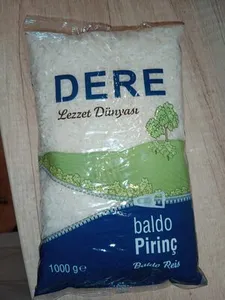 DERE
Lezzet Dünyası
baldo
Pirinç
Baldo Reis
1000 g e